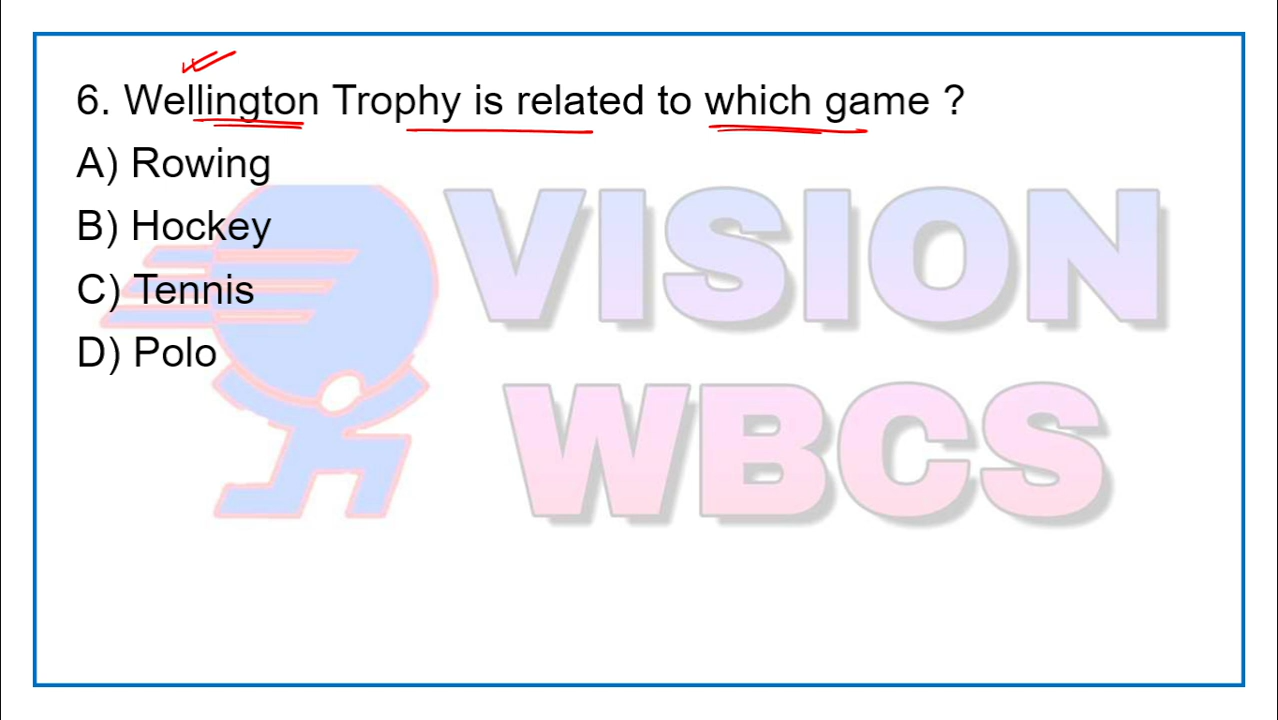 6. Wellington Trophy is related to which game ?
A) Rowing
B) Hockey
C) Tennis
D) Polo
VISION
WBCS